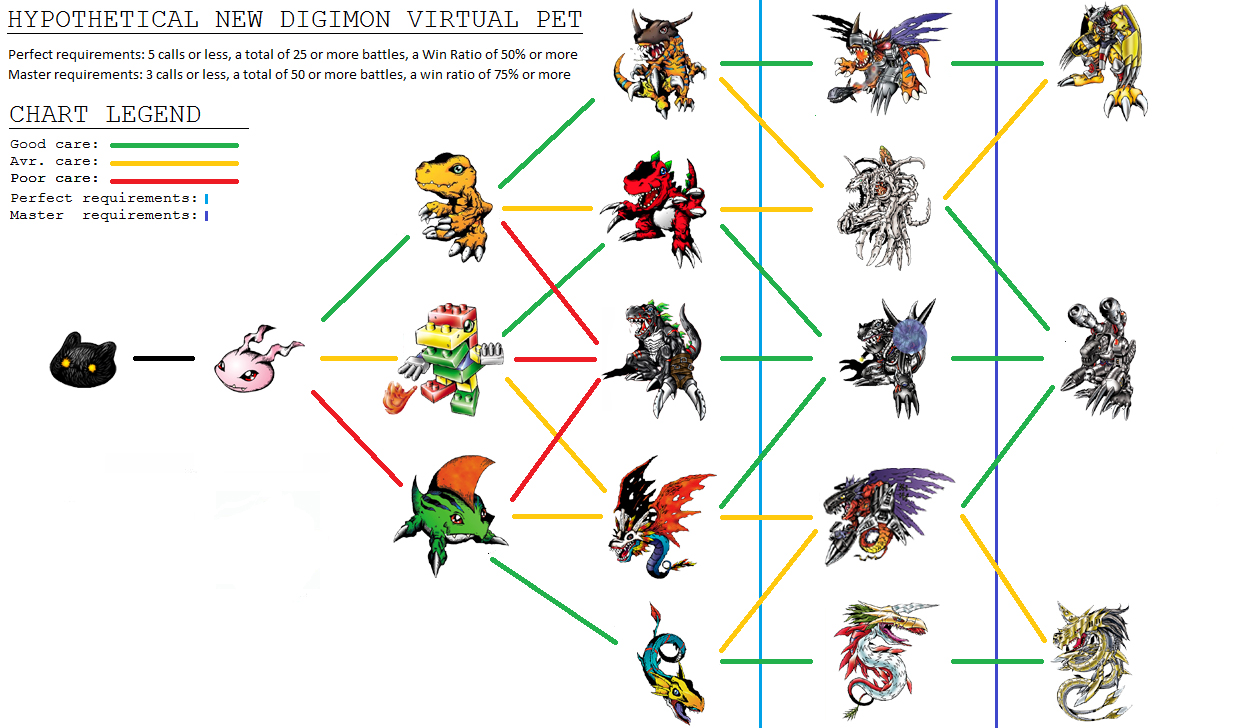 HYPOTHETICAL NEW DIGIMON VIRTUAL PET
Perfect requirements: 5 calls or less, a total of 25 or more battles, a Win Ratio of 50% or more
Master requirements: 3 calls or less, a total of 50 or more battles, a win ratio of 75% or more
CHART LEGEND
Good care:
Avr. care:
Poor care:
Perfect requirements:
Master requirements: